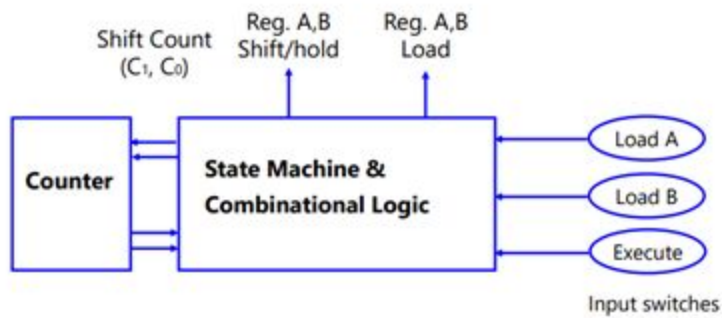 Shift Count
(C₁, C₀)
Reg. A,B
Shift/hold
Reg. A,B
Load
Counter
State Machine &
Combinational Logic
Load A
Load B
Execute
Input switches